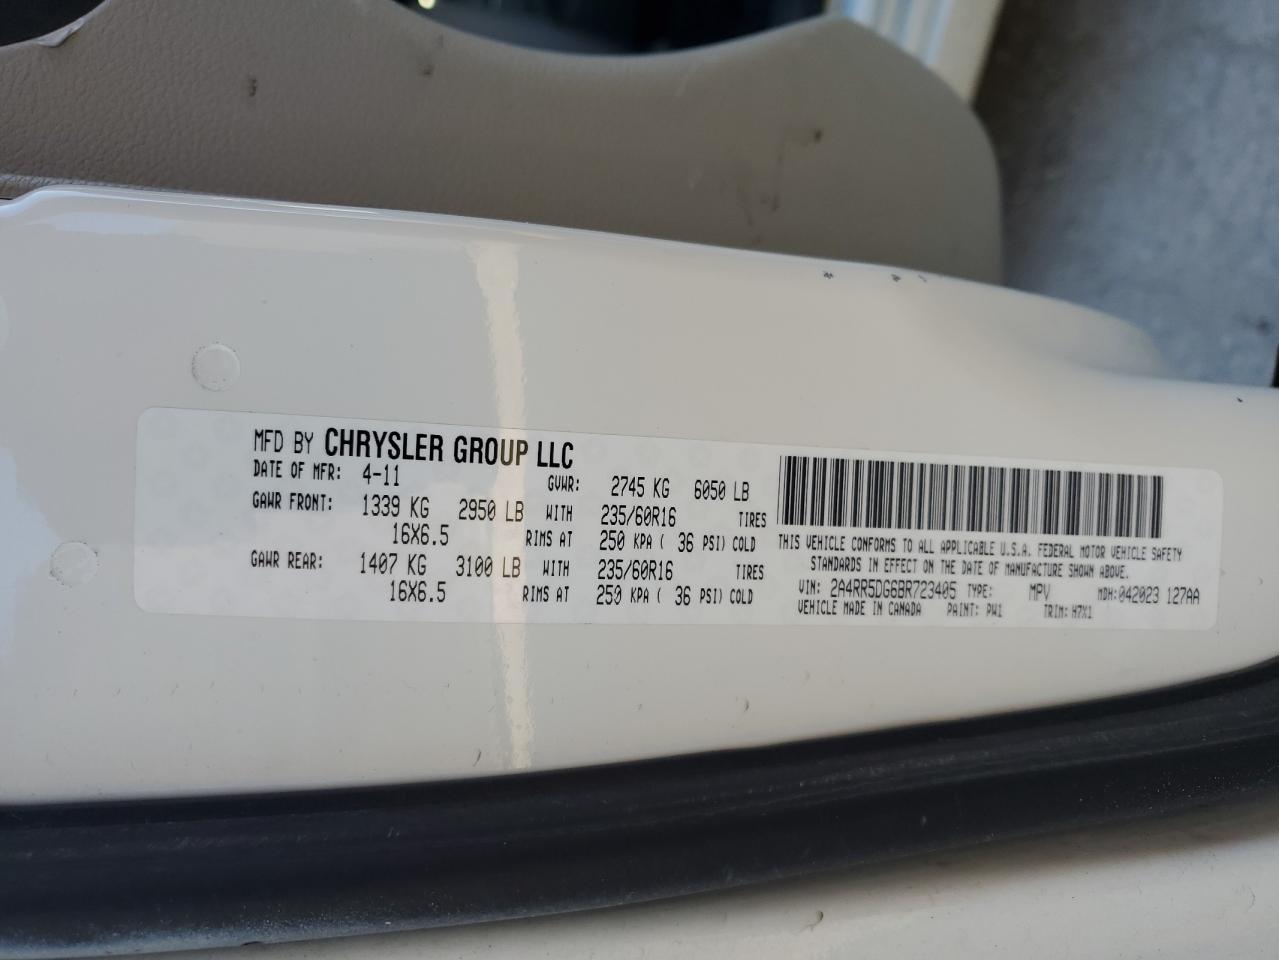 MFD BY CHRYSLER GROUP LLC
DATE OF MFR: 4-11 GVWR: 2745 KG 6050 LB
GAWR FRONT: 1339 KG 2950 LB WITH 235/60R16 TIRES
16X6.5 RIMS AT 250 KPA ( 36 PSI) COLD
GAWR REAR: 1407 KG 3100 LB WITH 235/60R16 TIRES
16X6.5 RIMS AT 250 KPA ( 36 PSI) COLD
THIS VEHICLE CONFORMS TO ALL APPLICABLE U.S.A. FEDERAL MOTOR VEHICLE SAFETY
STANDARDS IN EFFECT ON THE DATE OF MANUFACTURE SHOWN ABOVE.
VIN: 2A4RR5DG6BR723405 TYPE: MPV MDH: 042023 127AA
VEHICLE MADE IN CANADA PAINT: PW1 TRIM: H7X1